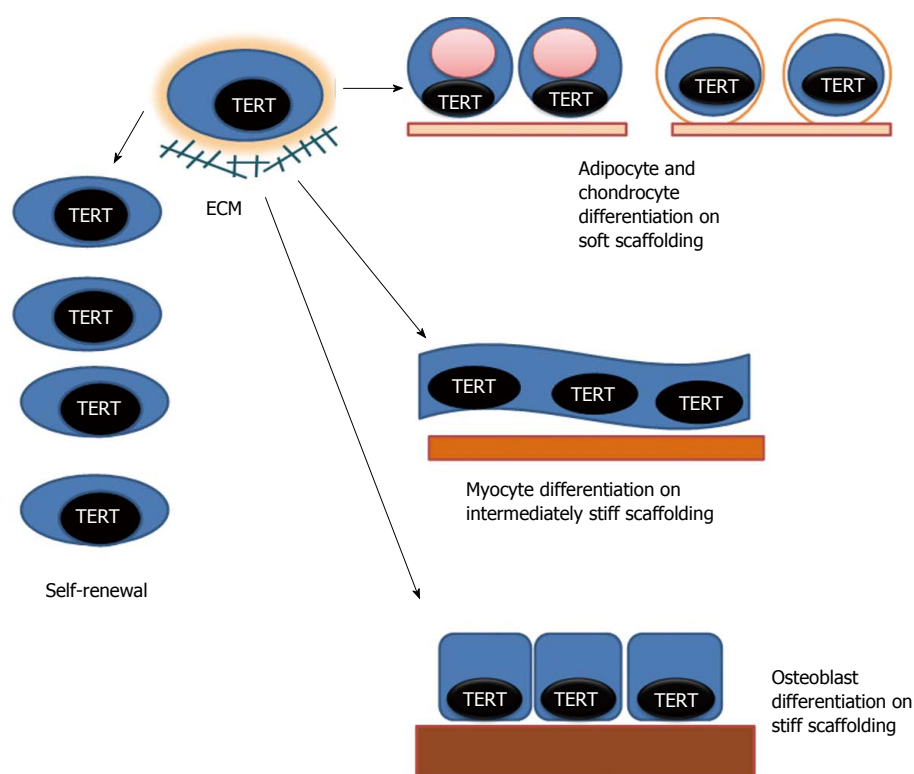 TERT
TERT
TERT
TERT
TERT
ECM
Adipocyte and
chondrocyte
differentiation on
soft scaffolding
TERT
TERT
TERT
TERT
Self-renewal
TERT
TERT
TERT
Myocyte differentiation on
intermediately stiff scaffolding
TERT
TERT
TERT
Osteoblast
differentiation on
stiff scaffolding